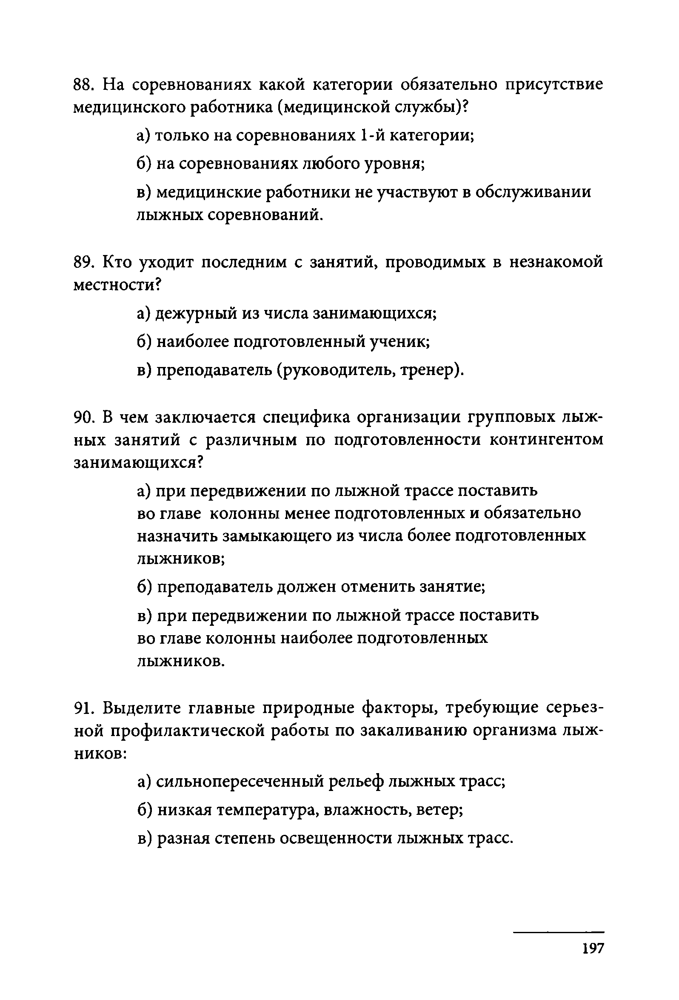 88. На соревнованиях какой категории обязательно присутствие
медицинского работника (медицинской службы)?
а) только на соревнованиях 1-й категории;
б) на соревнованиях любого уровня;
в) медицинские работники не участвуют в обслуживании
лыжных соревнований.
89. Кто уходит последним с занятий, проводимых в незнакомой
местности?
а) дежурный из числа занимающихся;
б) наиболее подготовленный ученик;
в) преподаватель (руководитель, тренер).
90. В чем заключается специфика организации групповых лыж-
ных занятий с различным по подготовленности контингентом
занимающихся?
а) при передвижении по лыжной трассе поставить
во главе колонны менее подготовленных и обязательно
назначить замыкающего из числа более подготовленных
лыжников;
б) преподаватель должен отменить занятие;
в) при передвижении по лыжной трассе поставить
во главе колонны наиболее подготовленных
лыжников.
91. Выделите главные природные факторы, требующие серьез-
ной профилактической работы по закаливанию организма лыж-
ников:
а) сильнопересеченный рельеф лыжных трасс;
б) низкая температура, влажность, ветер;
в) разная степень освещенности лыжных трасс.
197